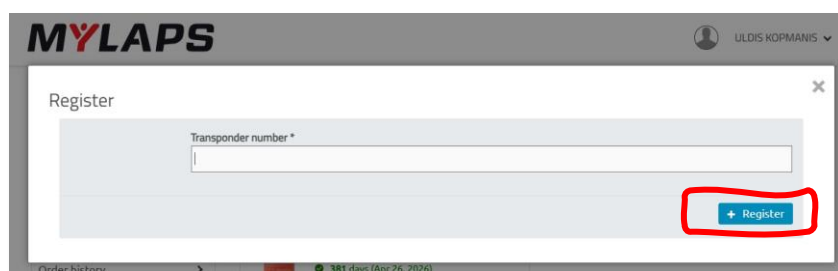 MYLAPS
ULDIS KOPMANIS
Register
Transponder number *
+ Register
Order history
381 days (Apr 26, 2026)